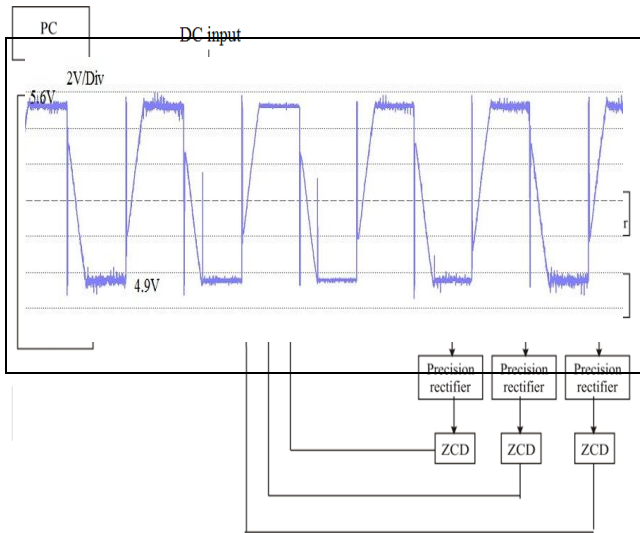 PC
DC input
2V/Div
5.6V
4.9V
r
Precision
rectifier
Precision
rectifier
Precision
rectifier
ZCD
ZCD
ZCD